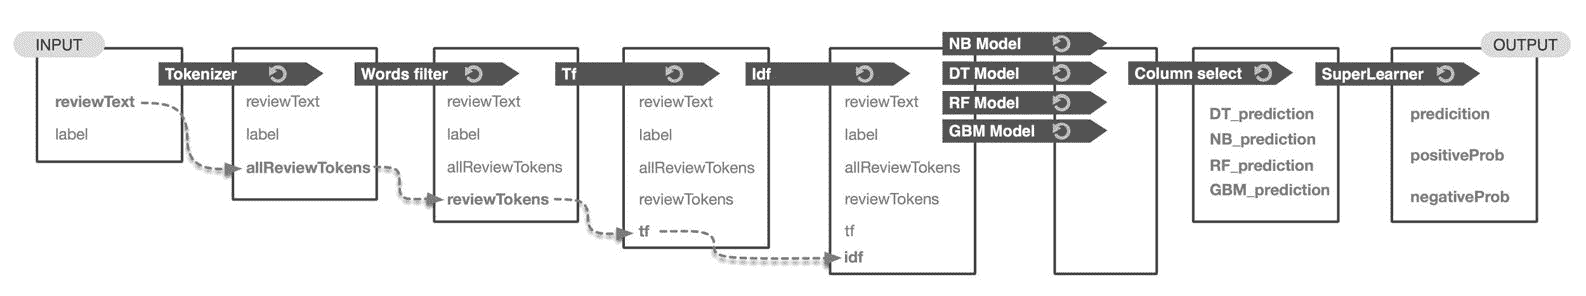 INPUT
reviewText
label
Tokenizer
reviewText
label
allReviewTokens
Words filter
reviewText
label
allReviewTokens
reviewTokens
Tf
reviewText
label
allReviewTokens
reviewTokens
tf
Idf
reviewText
label
allReviewTokens
reviewTokens
tf
idf
NB Model
DT Model
RF Model
GBM Model
Column select
DT_prediction
NB_prediction
RF_prediction
GBM_prediction
SuperLearner
predicition
positiveProb
negativeProb
OUTPUT